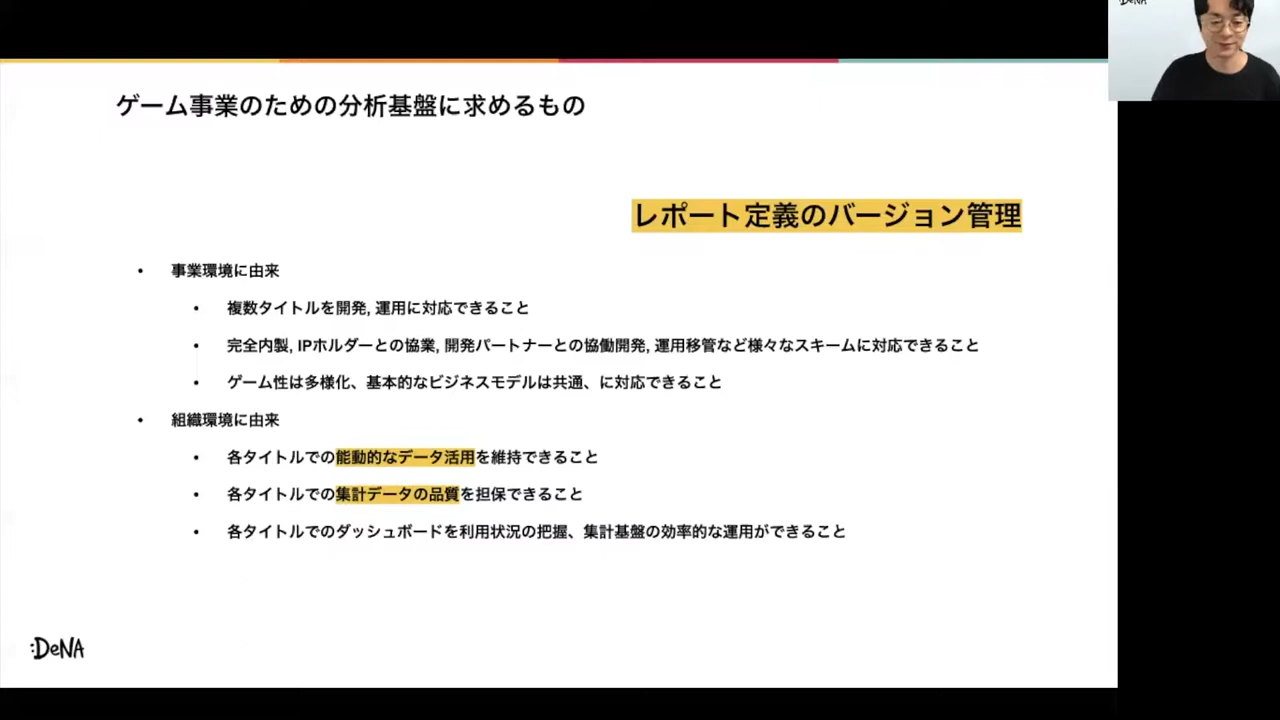 ゲーム事業のための分析基盤に求めるもの
レポート定義のバージョン管理
• 事業環境に由来
• 複数タイトルを開発, 運用に対応できること
• 完全内製, IPホルダーとの協業, 開発パートナーとの協働開発, 運用移管など様々なスキームに対応できること
• ゲーム性は多様化、基本的なビジネスモデルは共通、に対応できること
• 組織環境に由来
• 各タイトルでの能動的なデータ活用を維持できること
• 各タイトルでの集計データの品質を担保できること
• 各タイトルでのダッシュボードを利用状況の把握、集計基盤の効率的な運用ができること
:DeNA
DeNA